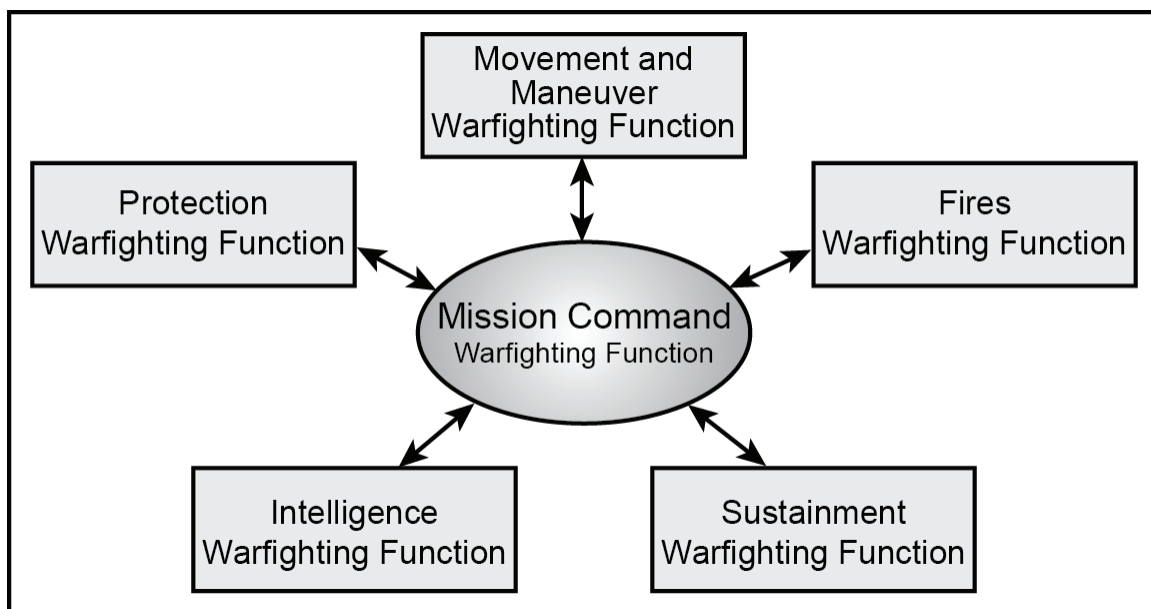 Movement and
Maneuver
Warfighting Function
Protection
Warfighting Function
Fires
Warfighting Function
Mission Command
Warfighting Function
Intelligence
Warfighting Function
Sustainment
Warfighting Function